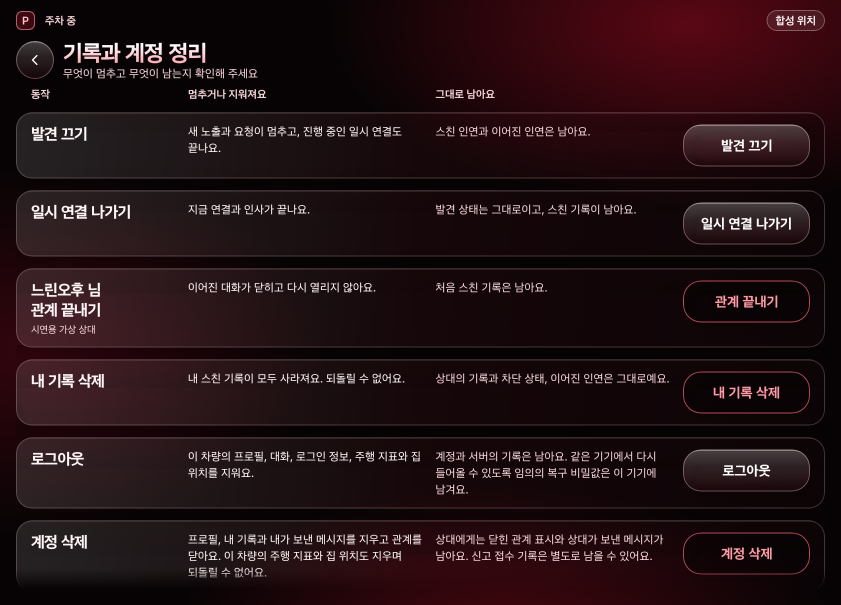 P 주차 중
합성 위치
기록과 계정 정리
무엇이 멈추고 무엇이 남는지 확인해 주세요
동작 멈추거나 지워져요 그대로 남아요
발견 끄기
새 노출과 요청이 멈추고, 진행 중인 일시 연결도
끝나요.
스친 인연과 이어진 인연은 남아요.
발견 끄기
일시 연결 나가기
지금 연결과 인사가 끝나요.
발견 상태는 그대로이고, 스친 기록이 남아요.
일시 연결 나가기
느린오후 님
관계 끝내기
시연용 가상 상대
이어진 대화가 닫히고 다시 열리지 않아요.
처음 스친 기록은 남아요.
관계 끝내기
내 기록 삭제
내 스친 기록이 모두 사라져요. 되돌릴 수 없어요.
상대의 기록과 차단 상태, 이어진 인연은 그대로예요.
내 기록 삭제
로그아웃
이 차량의 프로필, 대화, 로그인 정보, 주행 지표와 집
위치를 지워요.
계정과 서버의 기록은 남아요. 같은 기기에서 다시
들어올 수 있도록 임의의 복구 비밀값은 이 기기에
남겨요.
로그아웃
계정 삭제
프로필, 내 기록과 내가 보낸 메시지를 지우고 관계를
닫아요. 이 차량의 주행 지표와 집 위치도 지우며
되돌릴 수 없어요.
상대에게는 닫힌 관계 표시와 상대가 보낸 메시지가
남아요. 신고 접수 기록은 별도로 남을 수 있어요.
계정 삭제